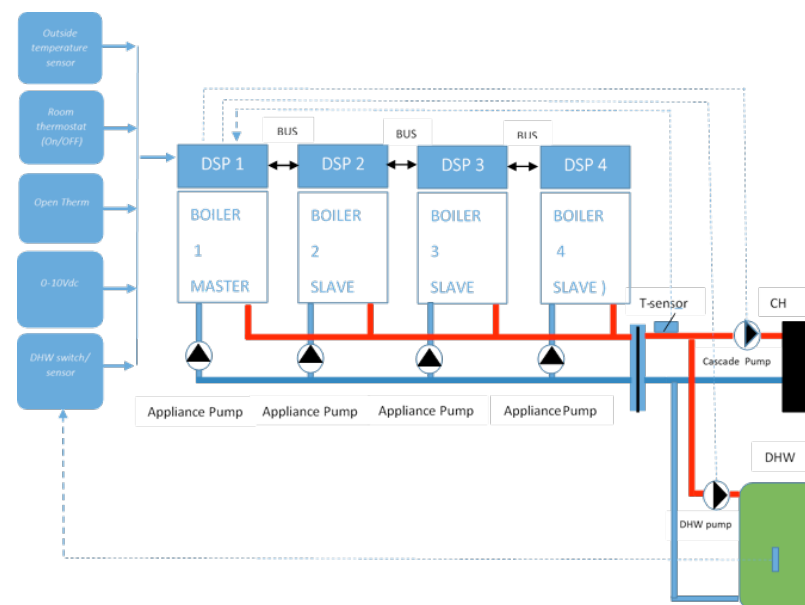 Outside
temperature
sensor
Room
thermostat
(On/OFF)
Open Therm
0-10Vdc
DHW switch/
sensor
BUS
BUS
BUS
DSP 1
DSP 2
DSP 3
DSP 4
BOILER
1
MASTER
BOILER
2
SLAVE
BOILER
3
SLAVE
BOILER
4
SLAVE )
T-sensor
CH
Cascade Pump
Appliance Pump
Appliance Pump
Appliance Pump
Appliance Pump
DHW
DHW pump